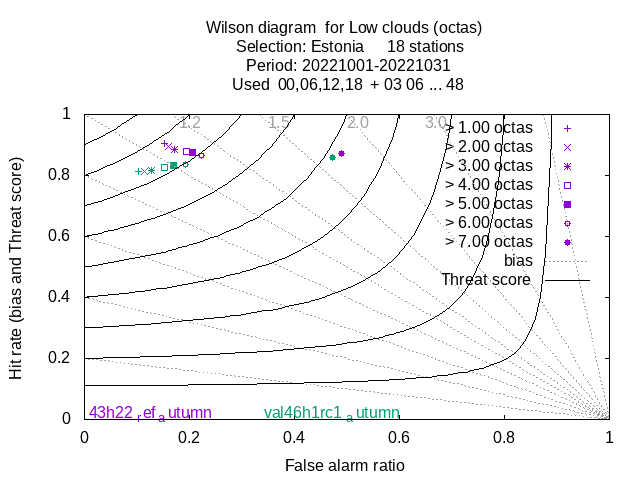 Wilson diagram for Low clouds (octas)
Selection: Estonia 18 stations
Period: 20221001-20221031
Used 00,06,12,18 + 03 06 ... 48
1.2 1.5 2.0 3.0
> 1.00 octas
> 2.00 octas
> 3.00 octas
> 4.00 octas
> 5.00 octas
> 6.00 octas
> 7.00 octas
bias
Threat score
Hit rate (bias and Threat score)
1
0.8
0.6
0.4
0.2
0
43h22refautumn
val46h1rc1autumn
0 0.2 0.4 0.6 0.8 1
False alarm ratio